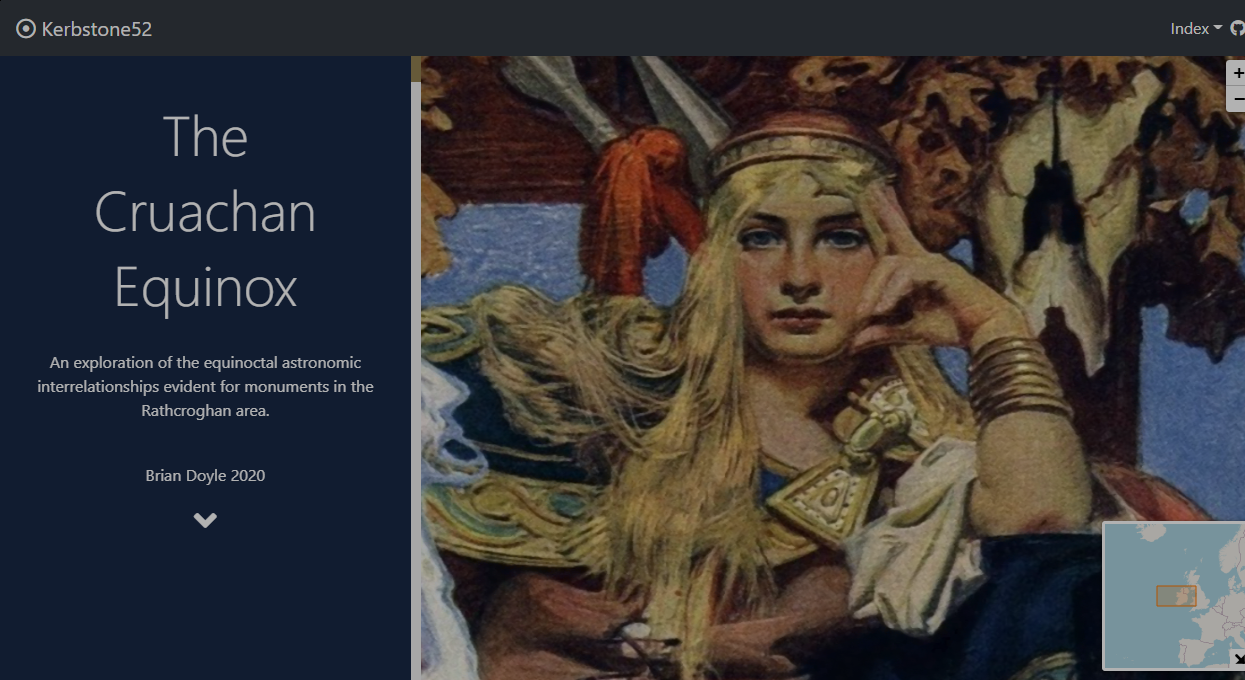 Kerbstone52
Index
+
−
The
Cruachan
Equinox
An exploration of the equinoctal astronomic
interrelationships evident for monuments in the
Rathcroghan area.
Brian Doyle 2020